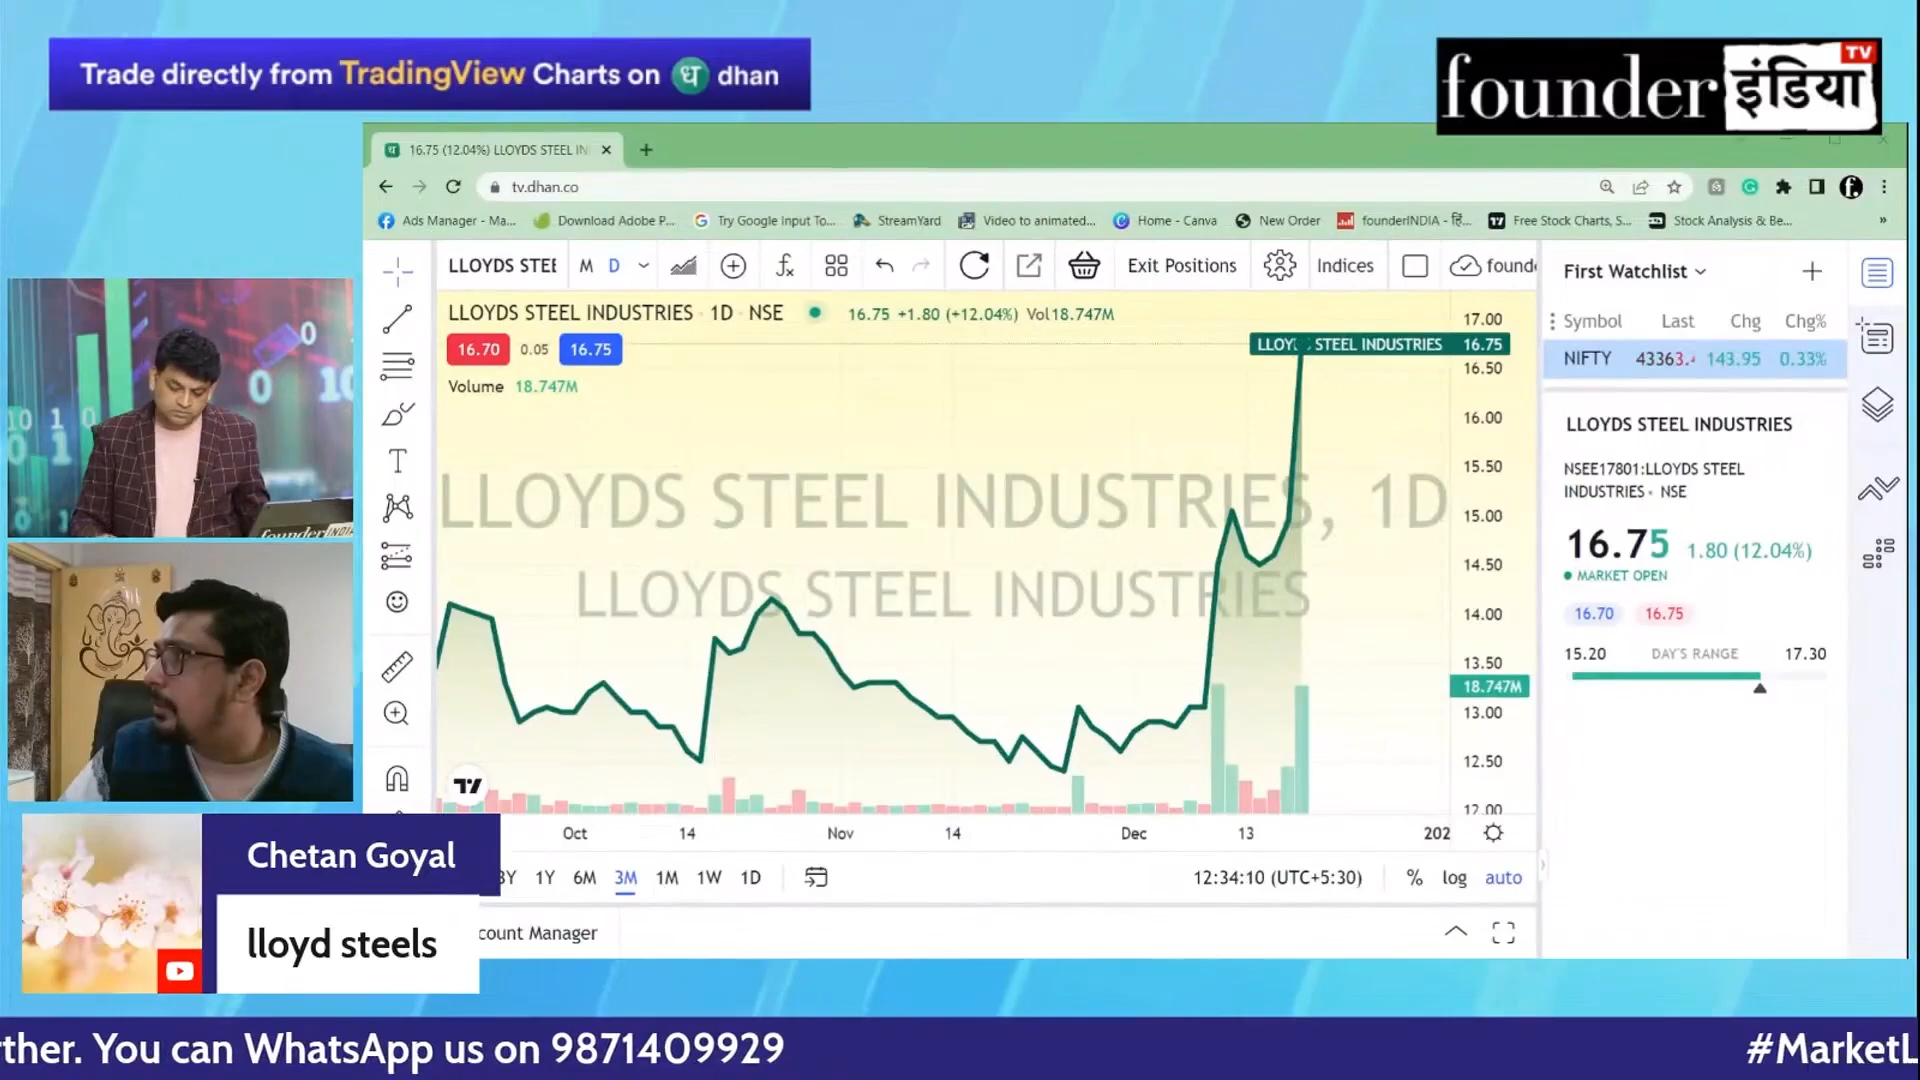 Trade directly from TradingView Charts on ध dhan
founder इंडिया TV
16.75 (12.04%) LLOYDS STEEL IN
tv.dhan.co
Ads Manager - Ma...
Download Adobe P...
Try Google Input To...
StreamYard
Video to animated...
Home - Canva
New Order
founderINDIA - हिं...
Free Stock Charts, S...
Stock Analysis & Be...
LLOYDS STEE M D
Exit Positions
Indices
First Watchlist
LLOYDS STEEL INDUSTRIES · 1D · NSE 16.75 +1.80 (+12.04%) Vol18.747M
16.70 0.05 16.75
Volume 18.747M
LLOYDS STEEL INDUSTRIES, 1D
LLOYDS STEEL INDUSTRIES
STEEL INDUSTRIES 16.75
17.00
16.50
16.00
15.50
15.00
14.50
14.00
13.50
18.747M
13.00
12.50
12.00
Oct 14 Nov 14 Dec 13 202
1Y 6M 3M 1M 1W 1D
12:34:10 (UTC+5:30) % log auto
count Manager
Symbol Last Chg Chg%
NIFTY 43363. 143.95 0.33%
LLOYDS STEEL INDUSTRIES
NSEE17801:LLOYDS STEEL
INDUSTRIES · NSE
16.75 1.80 (12.04%)
MARKET OPEN
16.70 16.75
15.20 DAY'S RANGE 17.30
founderINDIA
Chetan Goyal
lloyd steels
rther. You can WhatsApp us on 9871409929
#MarketL